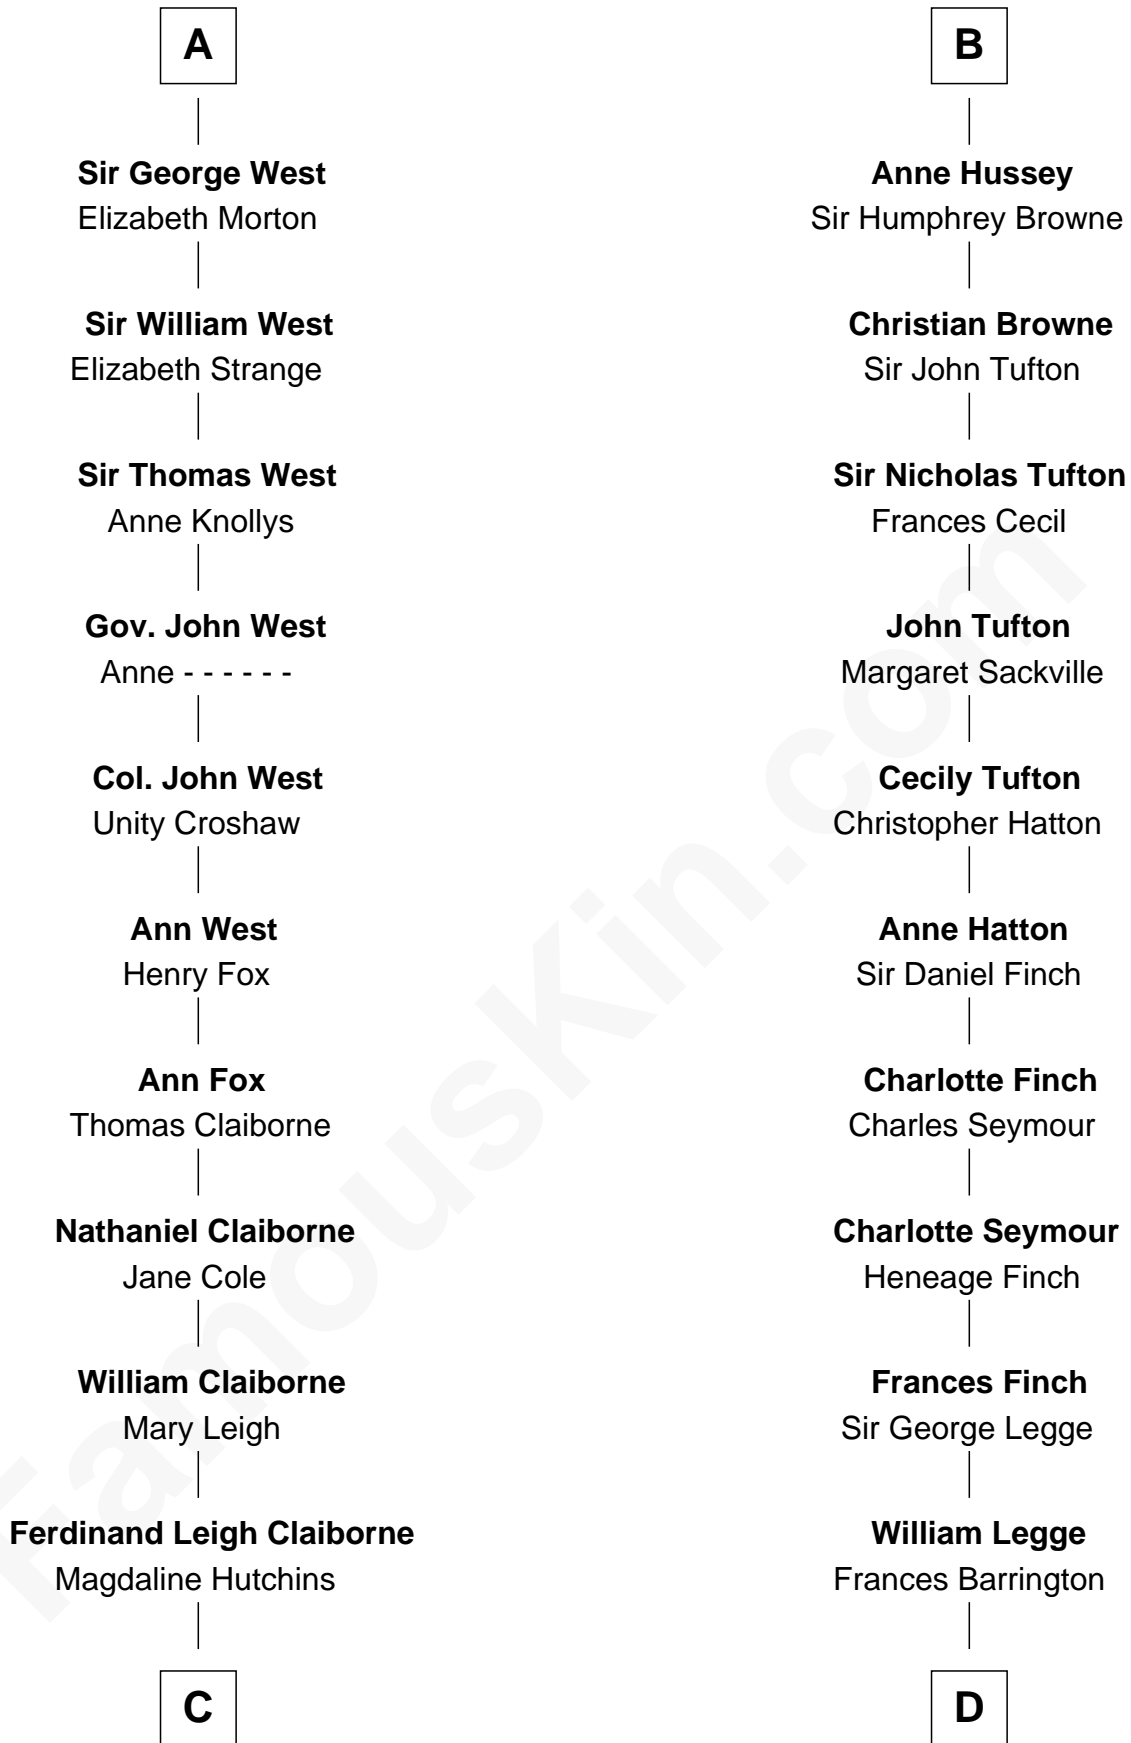 A
Sir George West
Elizabeth Morton
Sir William West
Elizabeth Strange
Sir Thomas West
Anne Knollys
Gov. John West
Anne - - - - - -
Col. John West
Unity Croshaw
Ann West
Henry Fox
Ann Fox
Thomas Claiborne
Nathaniel Claiborne
Jane Cole
William Claiborne
Mary Leigh
Ferdinand Leigh Claiborne
Magdaline Hutchins
C
B
Anne Hussey
Sir Humphrey Browne
Christian Browne
Sir John Tufton
Sir Nicholas Tufton
Frances Cecil
John Tufton
Margaret Sackville
Cecily Tufton
Christopher Hatton
Anne Hatton
Sir Daniel Finch
Charlotte Finch
Charles Seymour
Charlotte Seymour
Heneage Finch
Frances Finch
Sir George Legge
William Legge
Frances Barrington
D
FamousKin.com